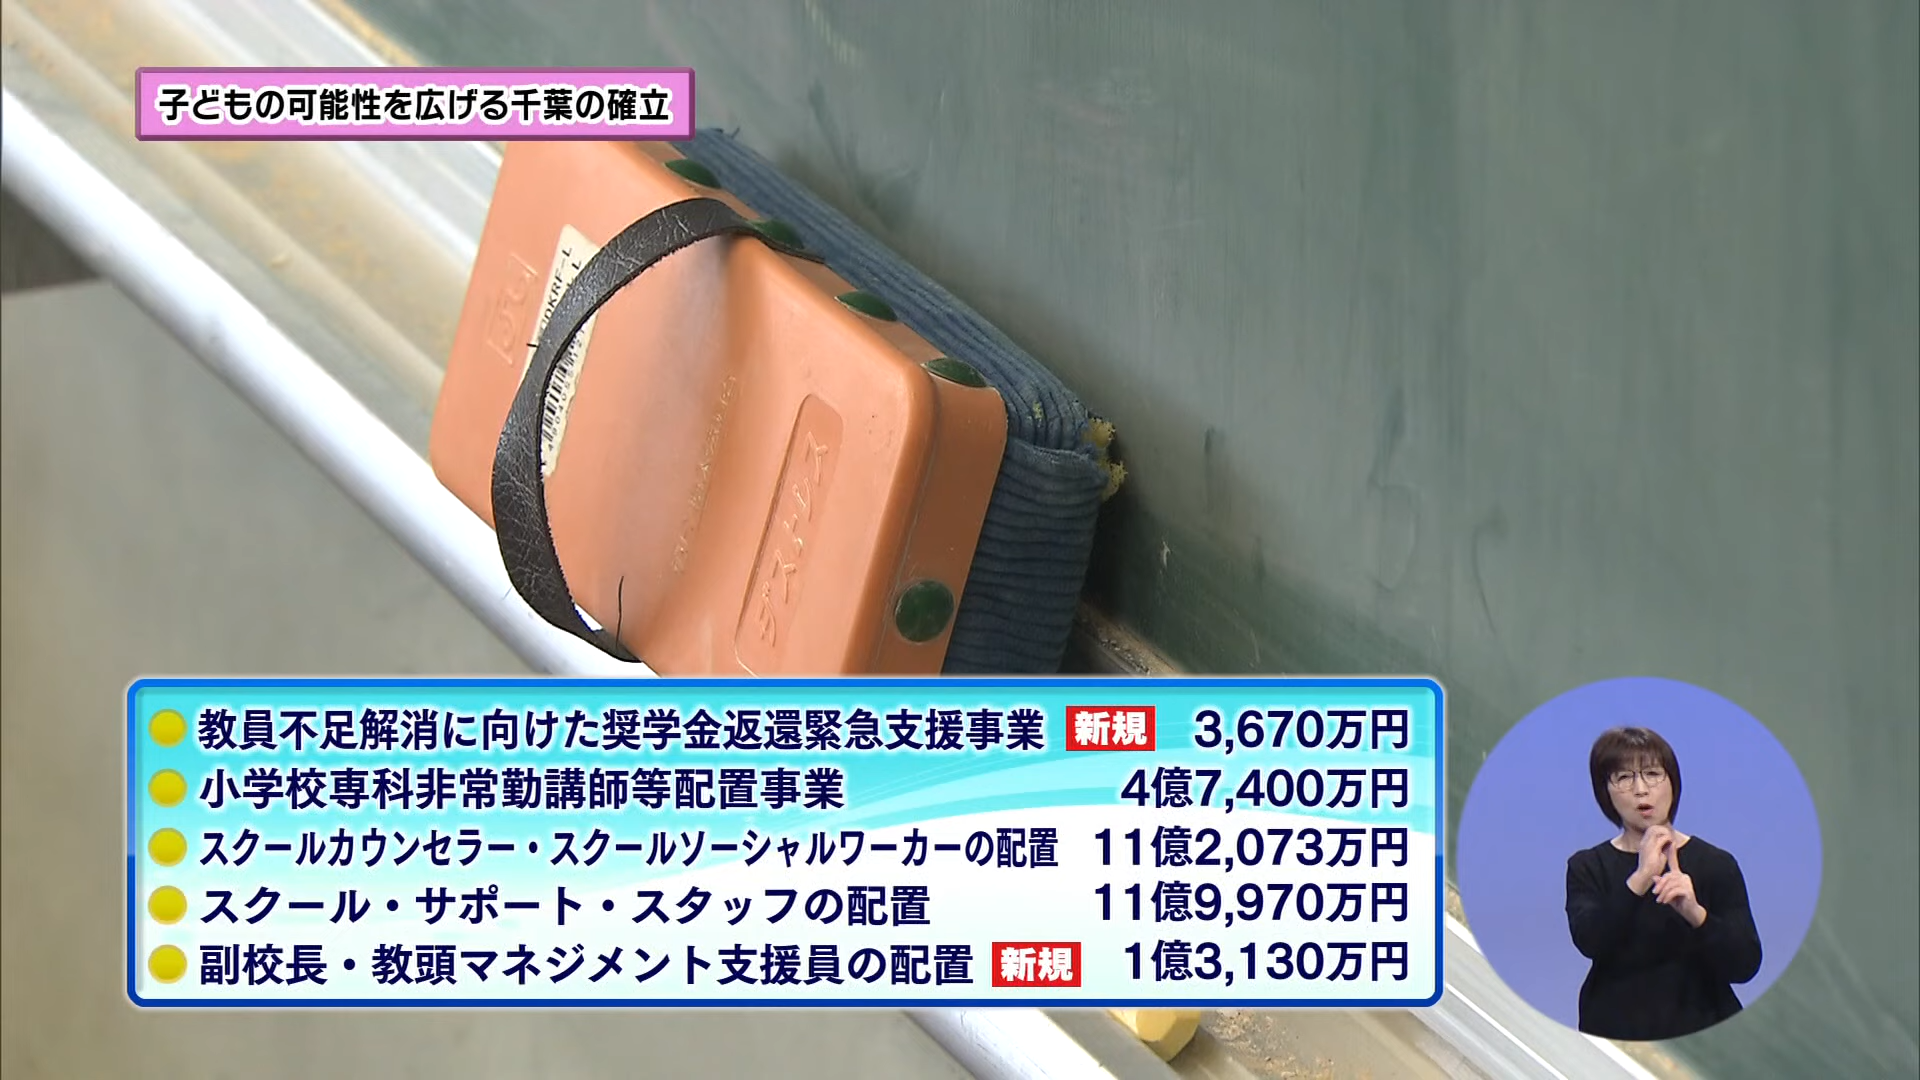 子どもの可能性を広げる千葉の確立
DKRF-L
ダストレス
教員不足解消に向けた奨学金返還緊急支援事業 新規 3,670万円
小学校専科非常勤講師等配置事業 4億7,400万円
スクールカウンセラー・スクールソーシャルワーカーの配置 11億2,073万円
スクール・サポート・スタッフの配置 11億9,970万円
副校長・教頭マネジメント支援員の配置 新規 1億3,130万円